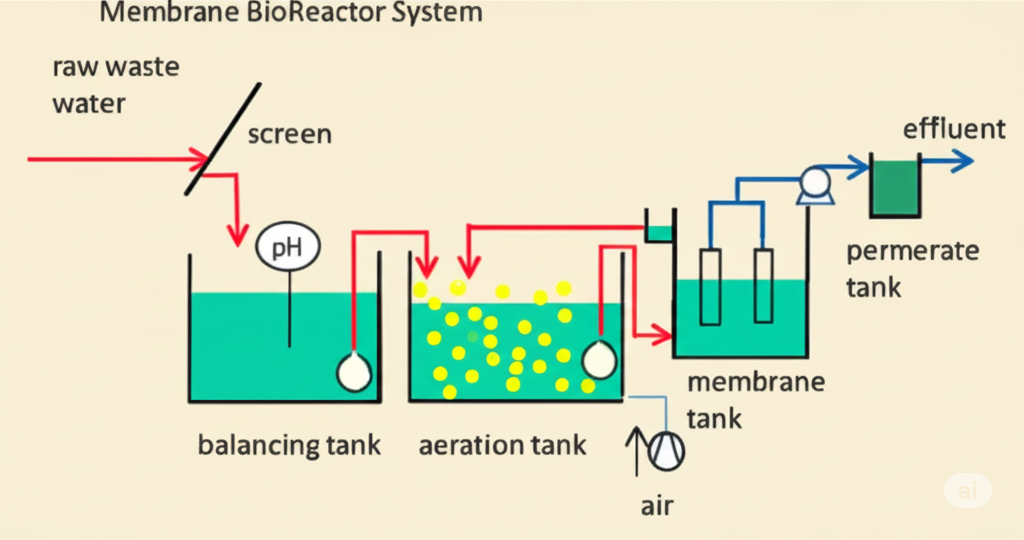 Membrane BioReactor System
raw waste
water
screen
effluent
pH
permerate
tank
membrane
tank
balancing tank
aeration tank
air
ai